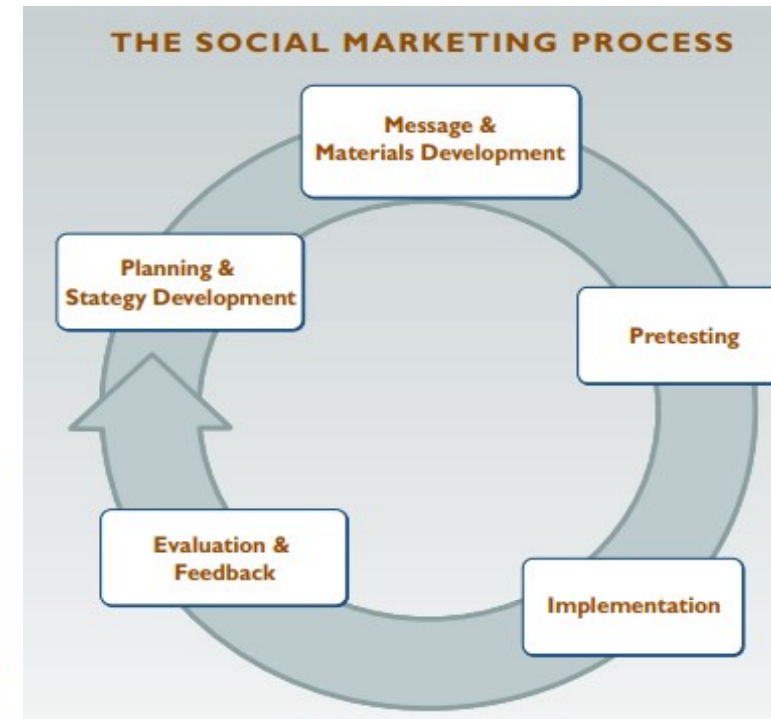 THE SOCIAL MARKETING PROCESS
Message &
Materials Development
Planning &
Stategy Development
Pretesting
Evaluation &
Feedback
Implementation